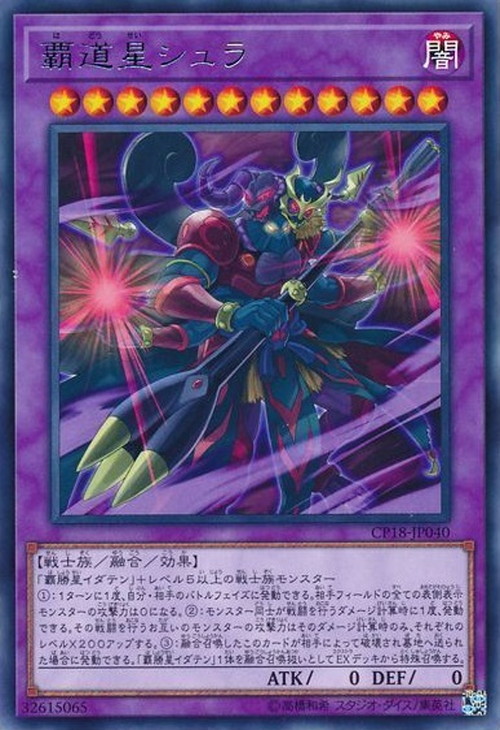 覇道星シュラ
闇
CP18-JP040
【戦士族／融合／効果】
「覇勝星イダテン」＋レベル５以上の戦士族モンスター
①：１ターンに１度、自分・相手のバトルフェイズに発動できる。相手フィールドの全ての表側表示
モンスターの攻撃力は０になる。②：モンスター同士が戦闘を行うダメージ計算時に１度、発動
できる。その戦闘を行うお互いのモンスターの攻撃力はそのダメージ計算時のみ、それぞれの
レベル×２００アップする。③：融合召喚したこのカードが相手によって破壊され墓地へ送られ
た場合に発動できる。「覇勝星イダテン」１体を融合召喚扱いとしてＥＸデッキから特殊召喚する。
ATK/ 0 DEF/ 0
32615065 ©高橋和希 スタジオ・ダイス/集英社